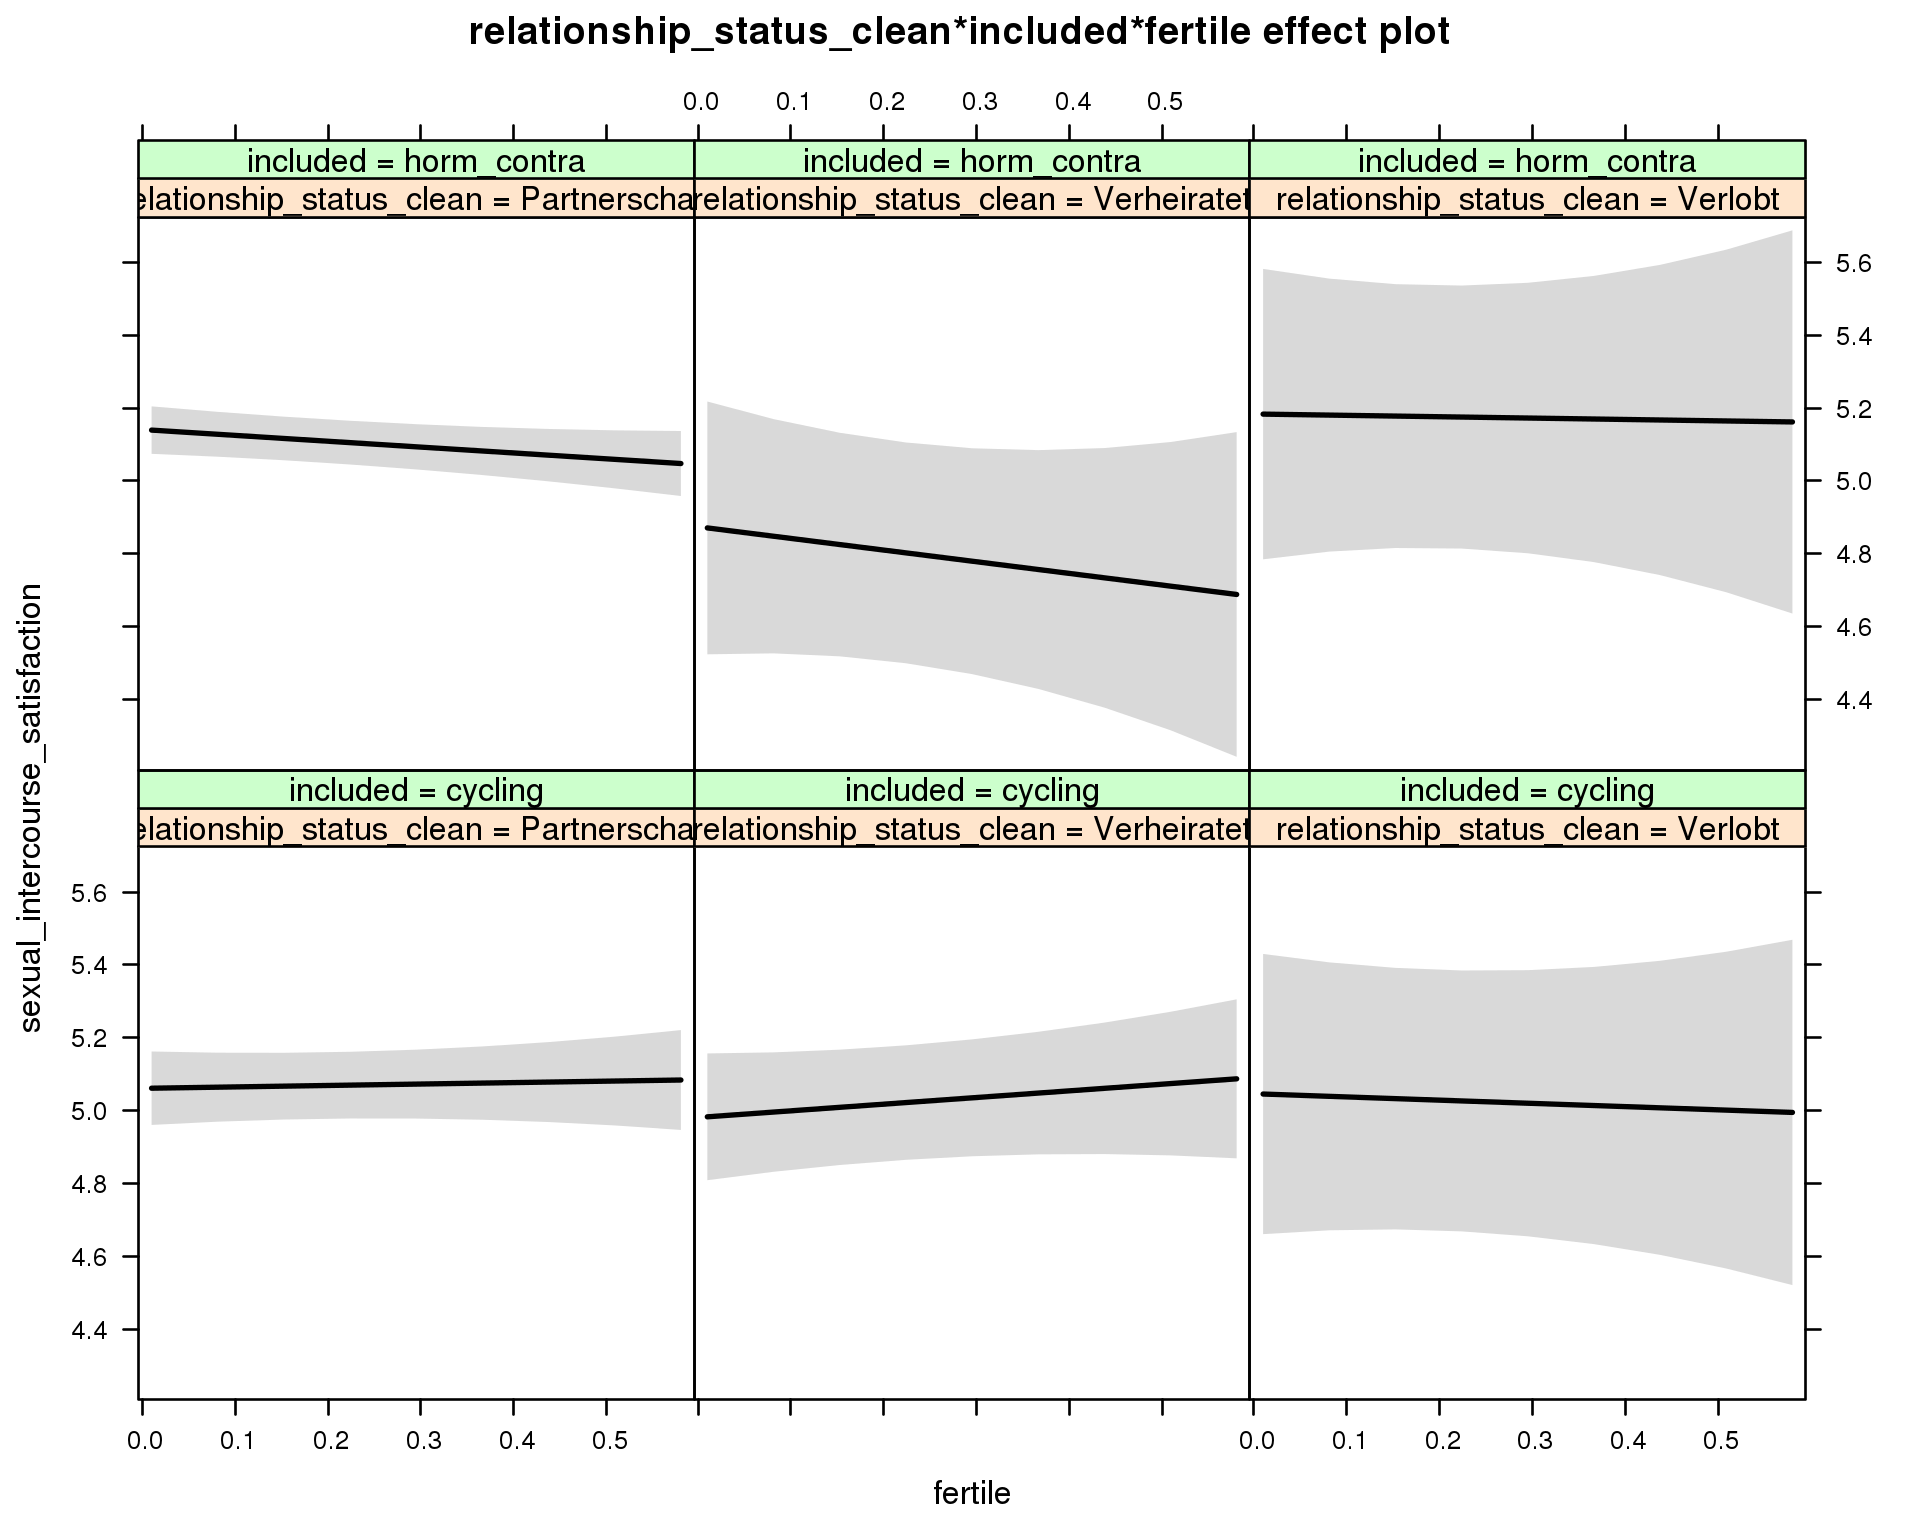 relationship_status_clean*included*fertile effect plot
0.0 0.1 0.2 0.3 0.4 0.5
included = horm_contra included = horm_contra included = horm_contra
elationship_status_clean = Partnerscha relationship_status_clean = Verheiratet relationship_status_clean = Verlobt
5.6
5.4
5.2
5.0
4.8
4.6
4.4
sexual_intercourse_satisfaction
included = cycling included = cycling included = cycling
elationship_status_clean = Partnerscha relationship_status_clean = Verheiratet relationship_status_clean = Verlobt
5.6
5.4
5.2
5.0
4.8
4.6
4.4
0.0 0.1 0.2 0.3 0.4 0.5 0.0 0.1 0.2 0.3 0.4 0.5
fertile